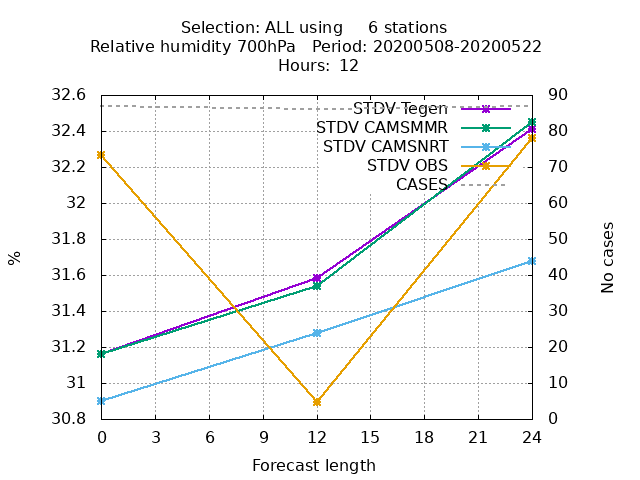 Selection: ALL using     6 stations
Relative humidity 700hPa   Period: 20200508-20200522
Hours: 12
32.6
32.4
32.2
32
31.8
31.6
31.4
31.2
31
30.8
%
STDV Tegen
STDV CAMSMMR
STDV CAMSNRT
STDV OBS
CASES
90
80
70
60
50
40
30
20
10
0
No cases
0 3 6 9 12 15 18 21 24
Forecast length